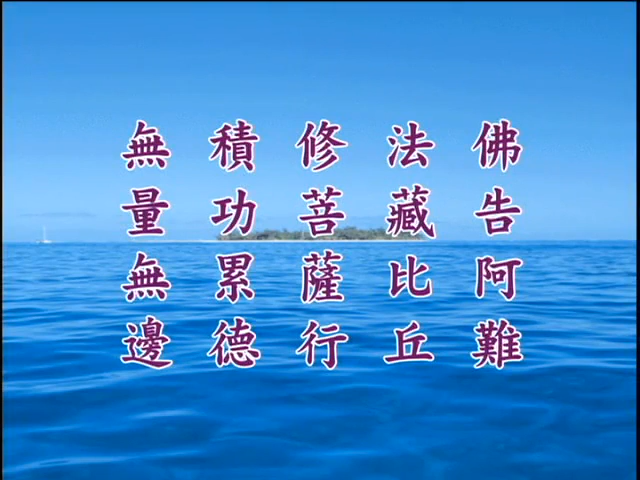 佛告阿難
法藏比丘
修菩薩行
積功累德
無量無邊